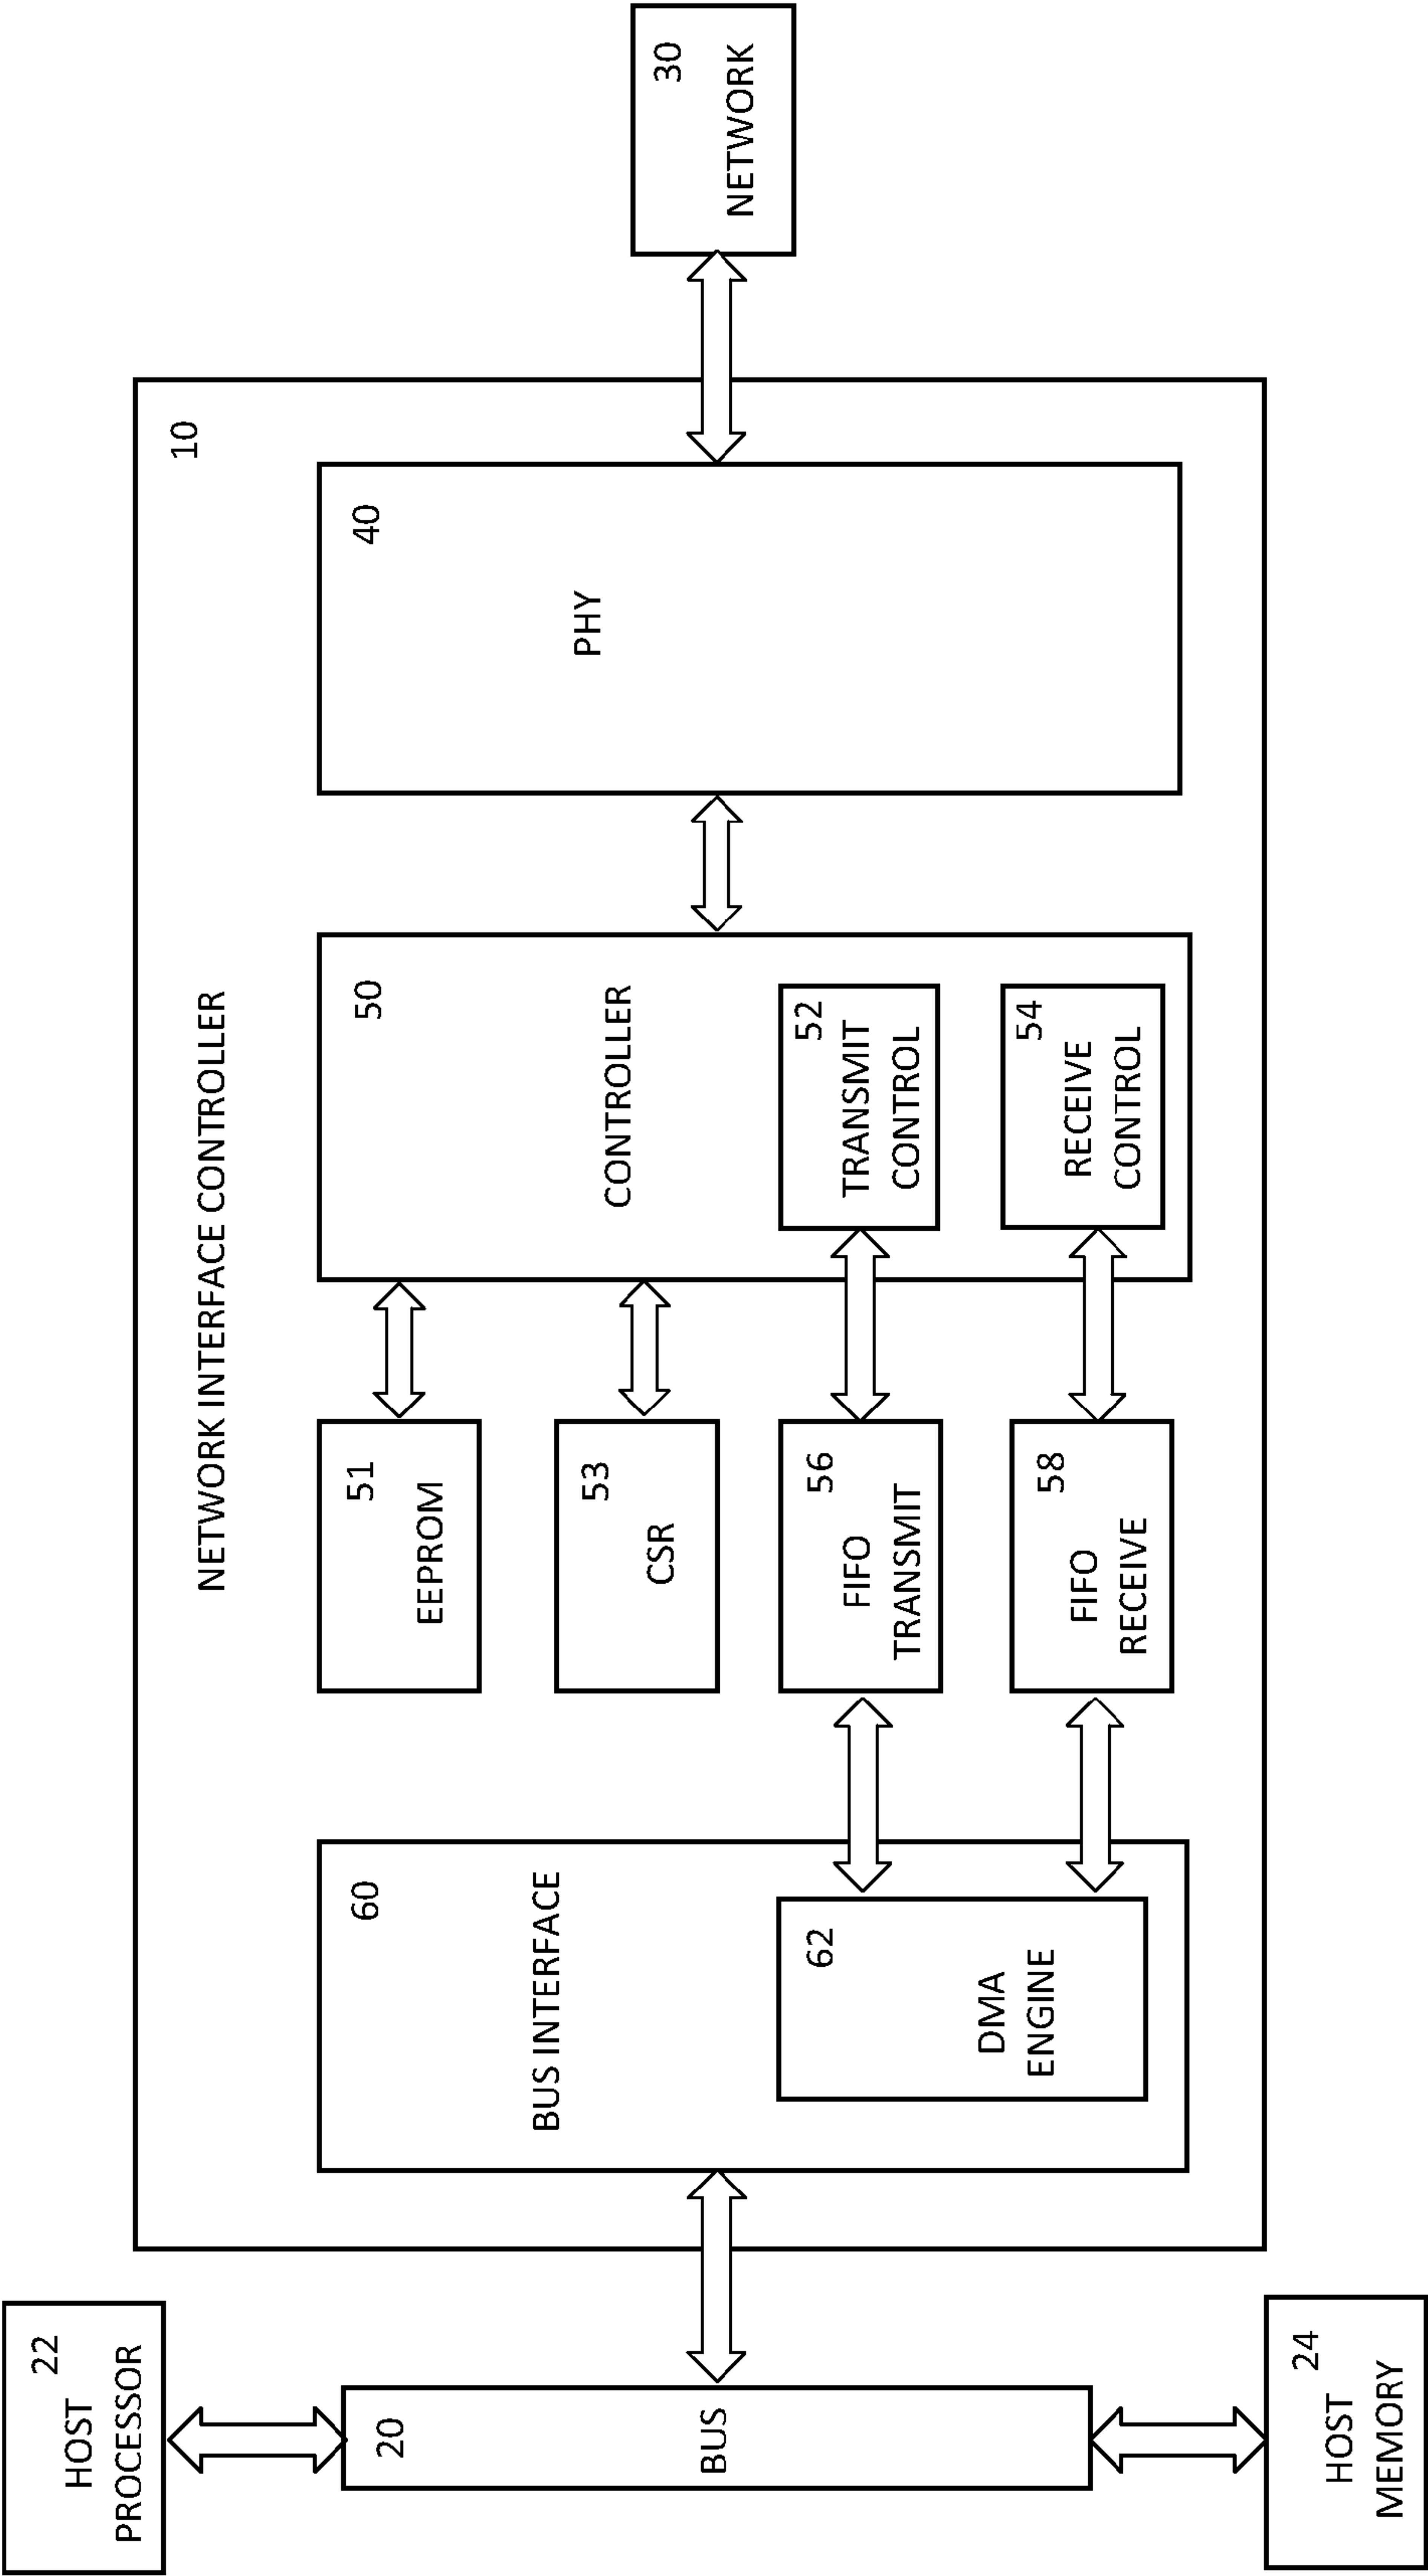 NETWORK INTERFACE CONTROLLER
10
22
HOST
PROCESSOR
20
BUS
24
HOST
MEMORY
60
BUS INTERFACE
62
DMA
ENGINE
51
EEPROM
53
CSR
56
FIFO
TRANSMIT
58
FIFO
RECEIVE
50
CONTROLLER
52
TRANSMIT
CONTROL
54
RECEIVE
CONTROL
40
PHY
30
NETWORK